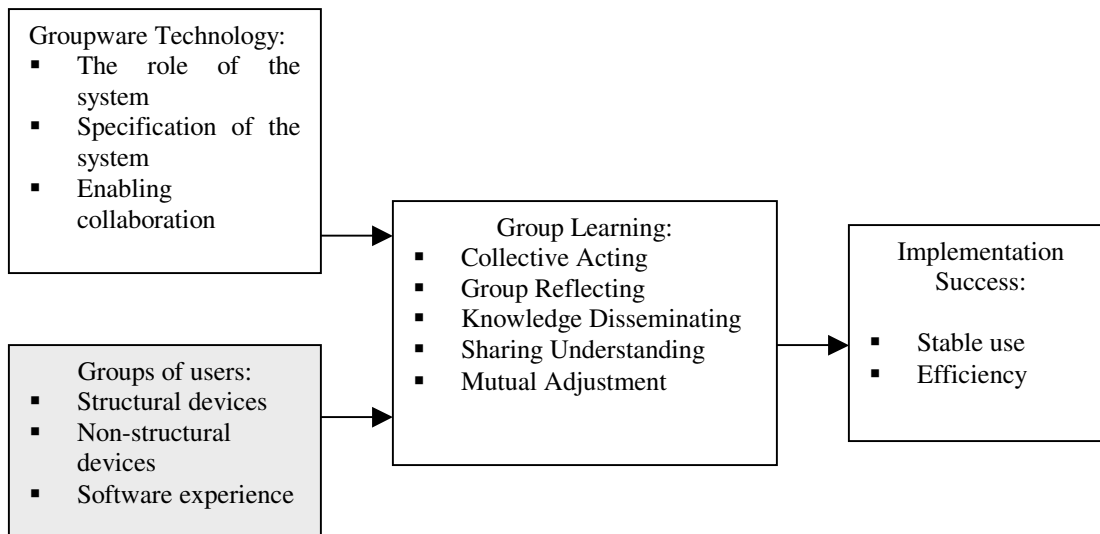 Groupware Technology:
▪ The role of the
system
▪ Specification of the
system
▪ Enabling
collaboration
Groups of users:
▪ Structural devices
▪ Non-structural
devices
▪ Software experience
Group Learning:
▪ Collective Acting
▪ Group Reflecting
▪ Knowledge Disseminating
▪ Sharing Understanding
▪ Mutual Adjustment
Implementation
Success:
▪ Stable use
▪ Efficiency